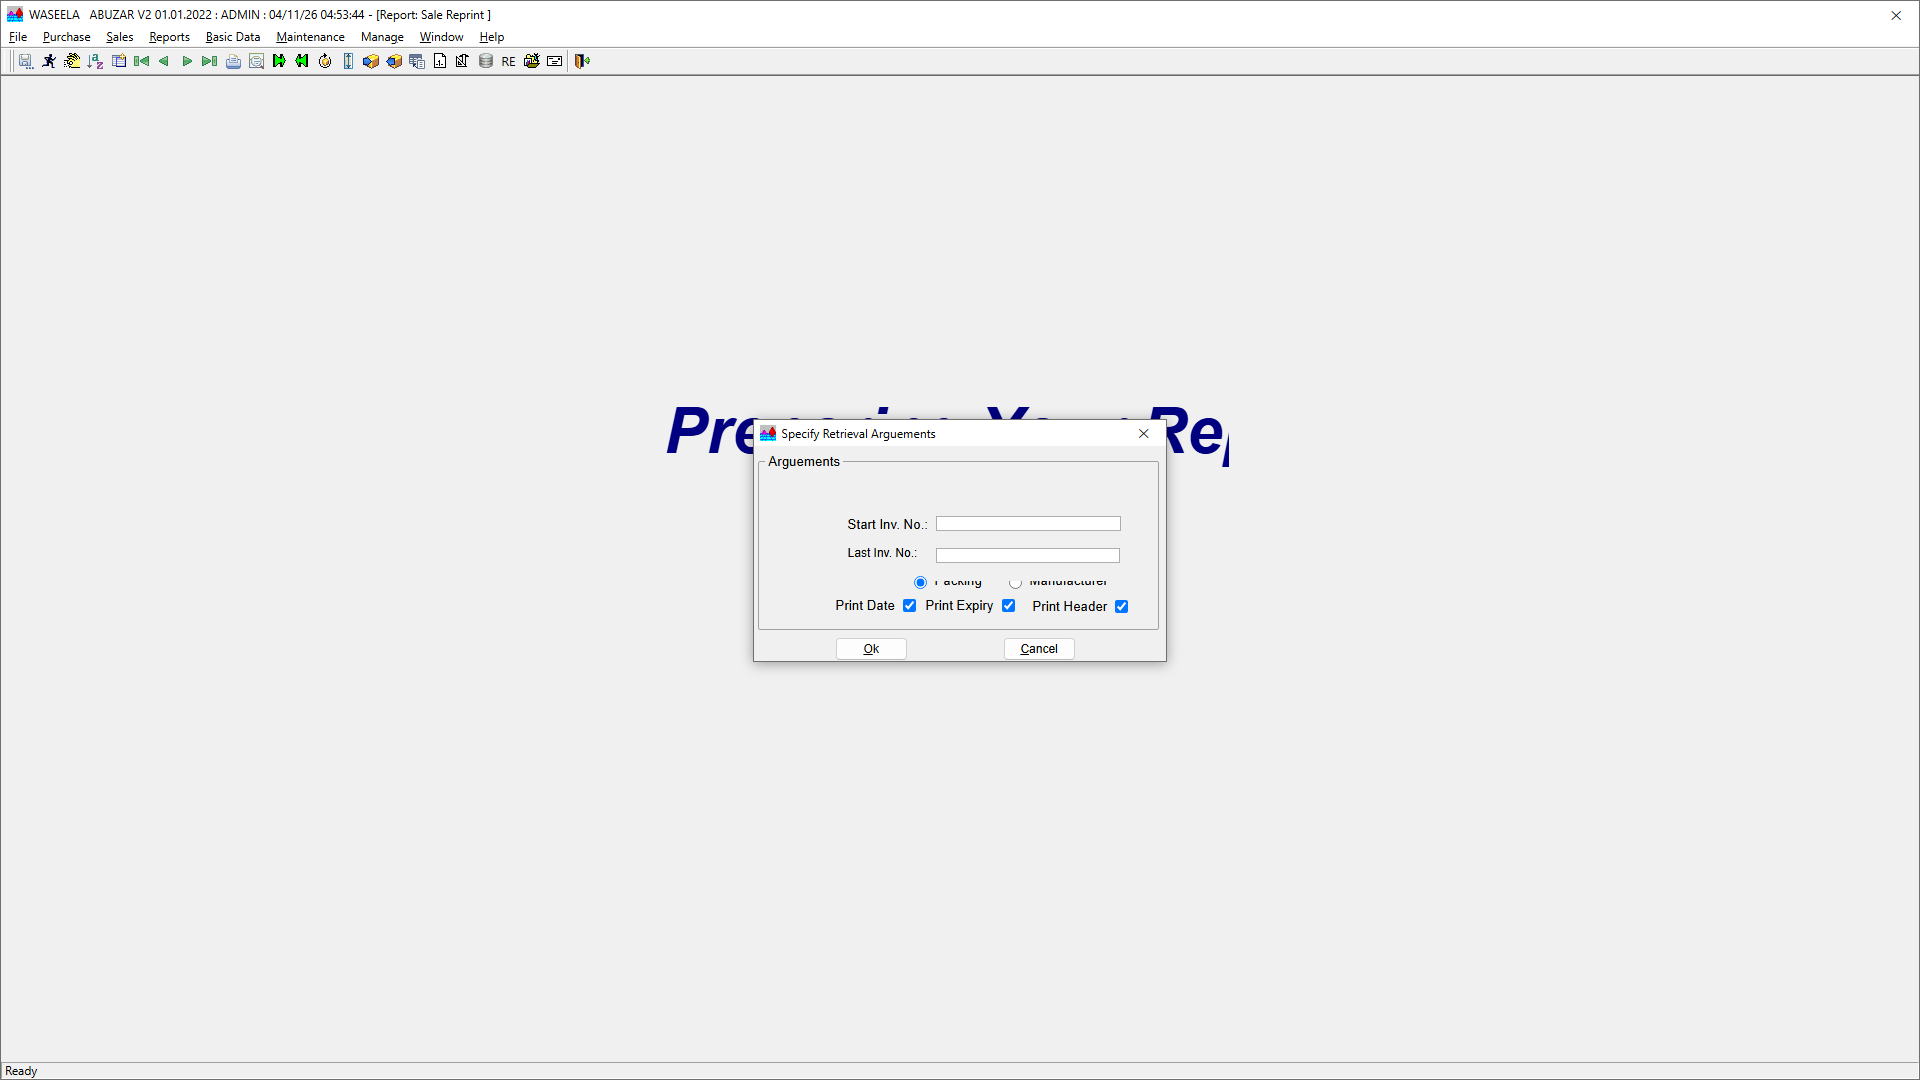 WASEELA ABUZAR V2 01.01.2022 : ADMIN : 04/11/26 04:53:44 - [Report: Sale Reprint ]
File Purchase Sales Reports Basic Data Maintenance Manage Window Help
RE
Specify Retrieval Arguements
Arguements
Start Inv. No.:
Last Inv. No.:
Packing Manufacturer
Print Date Print Expiry Print Header
Ok Cancel
Ready